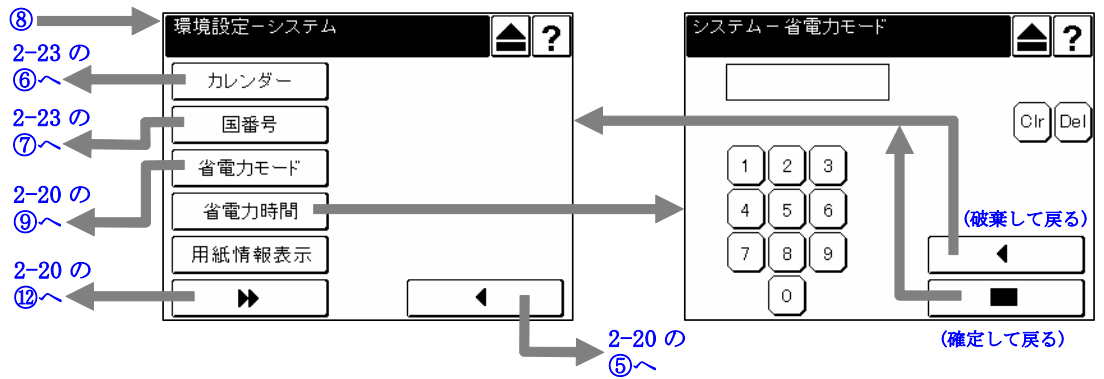 ⑧
環境設定－システム
?
2-23 の
⑥へ
カレンダー
2-23 の
⑦へ
国番号
省電力モード
2-20 の
⑨へ
省電力時間
用紙情報表示
2-20 の
⑫へ
2-20 の
⑤へ
システム－省電力モード
?
Clr Del
1 2 3
4 5 6
7 8 9
0
(破棄して戻る)
(確定して戻る)